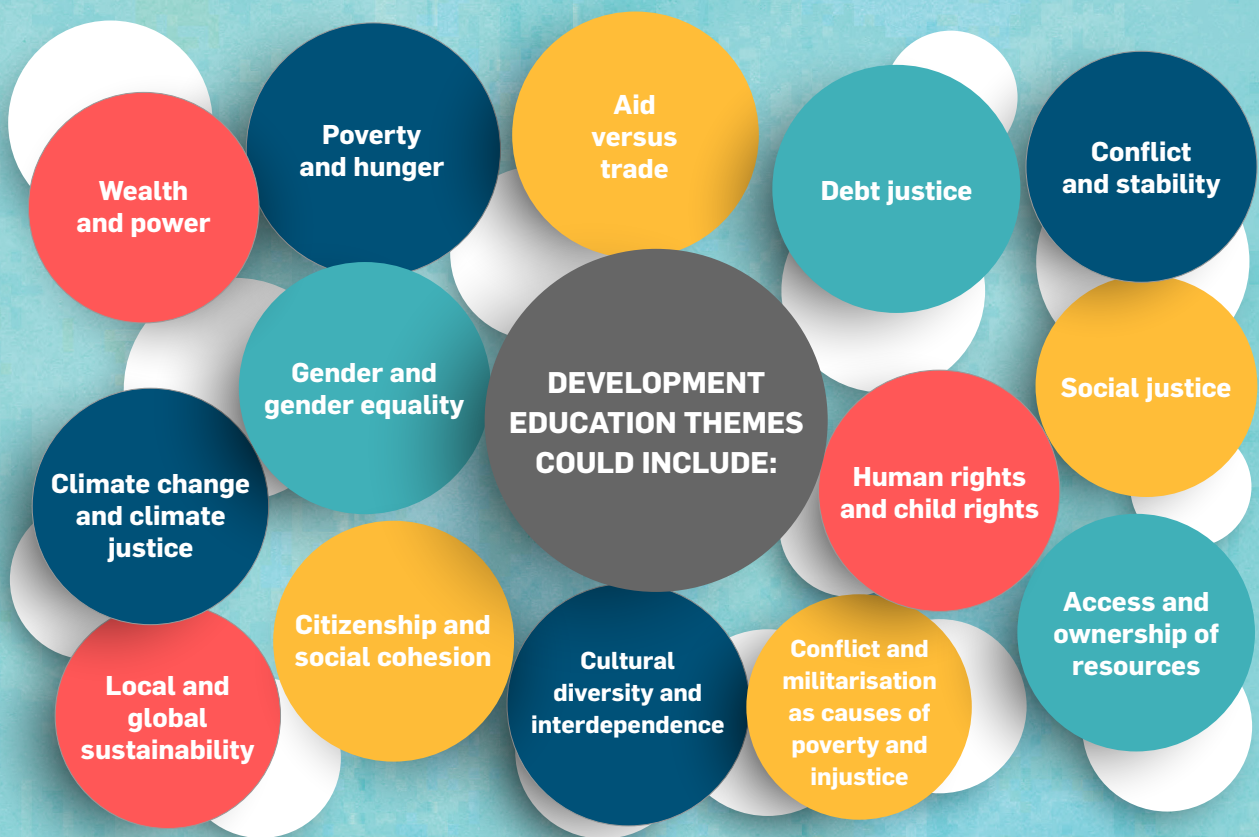 Wealth
and power
Poverty
and hunger
Aid
versus
trade
Debt justice
Conflict
and stability
Gender and
gender equality
DEVELOPMENT
EDUCATION THEMES
COULD INCLUDE:
Social justice
Climate change
and climate
justice
Human rights
and child rights
Local and
global
sustainability
Citizenship and
social cohesion
Cultural
diversity and
interdependence
Conflict and
militarisation
as causes of
poverty and
injustice
Access and
ownership of
resources